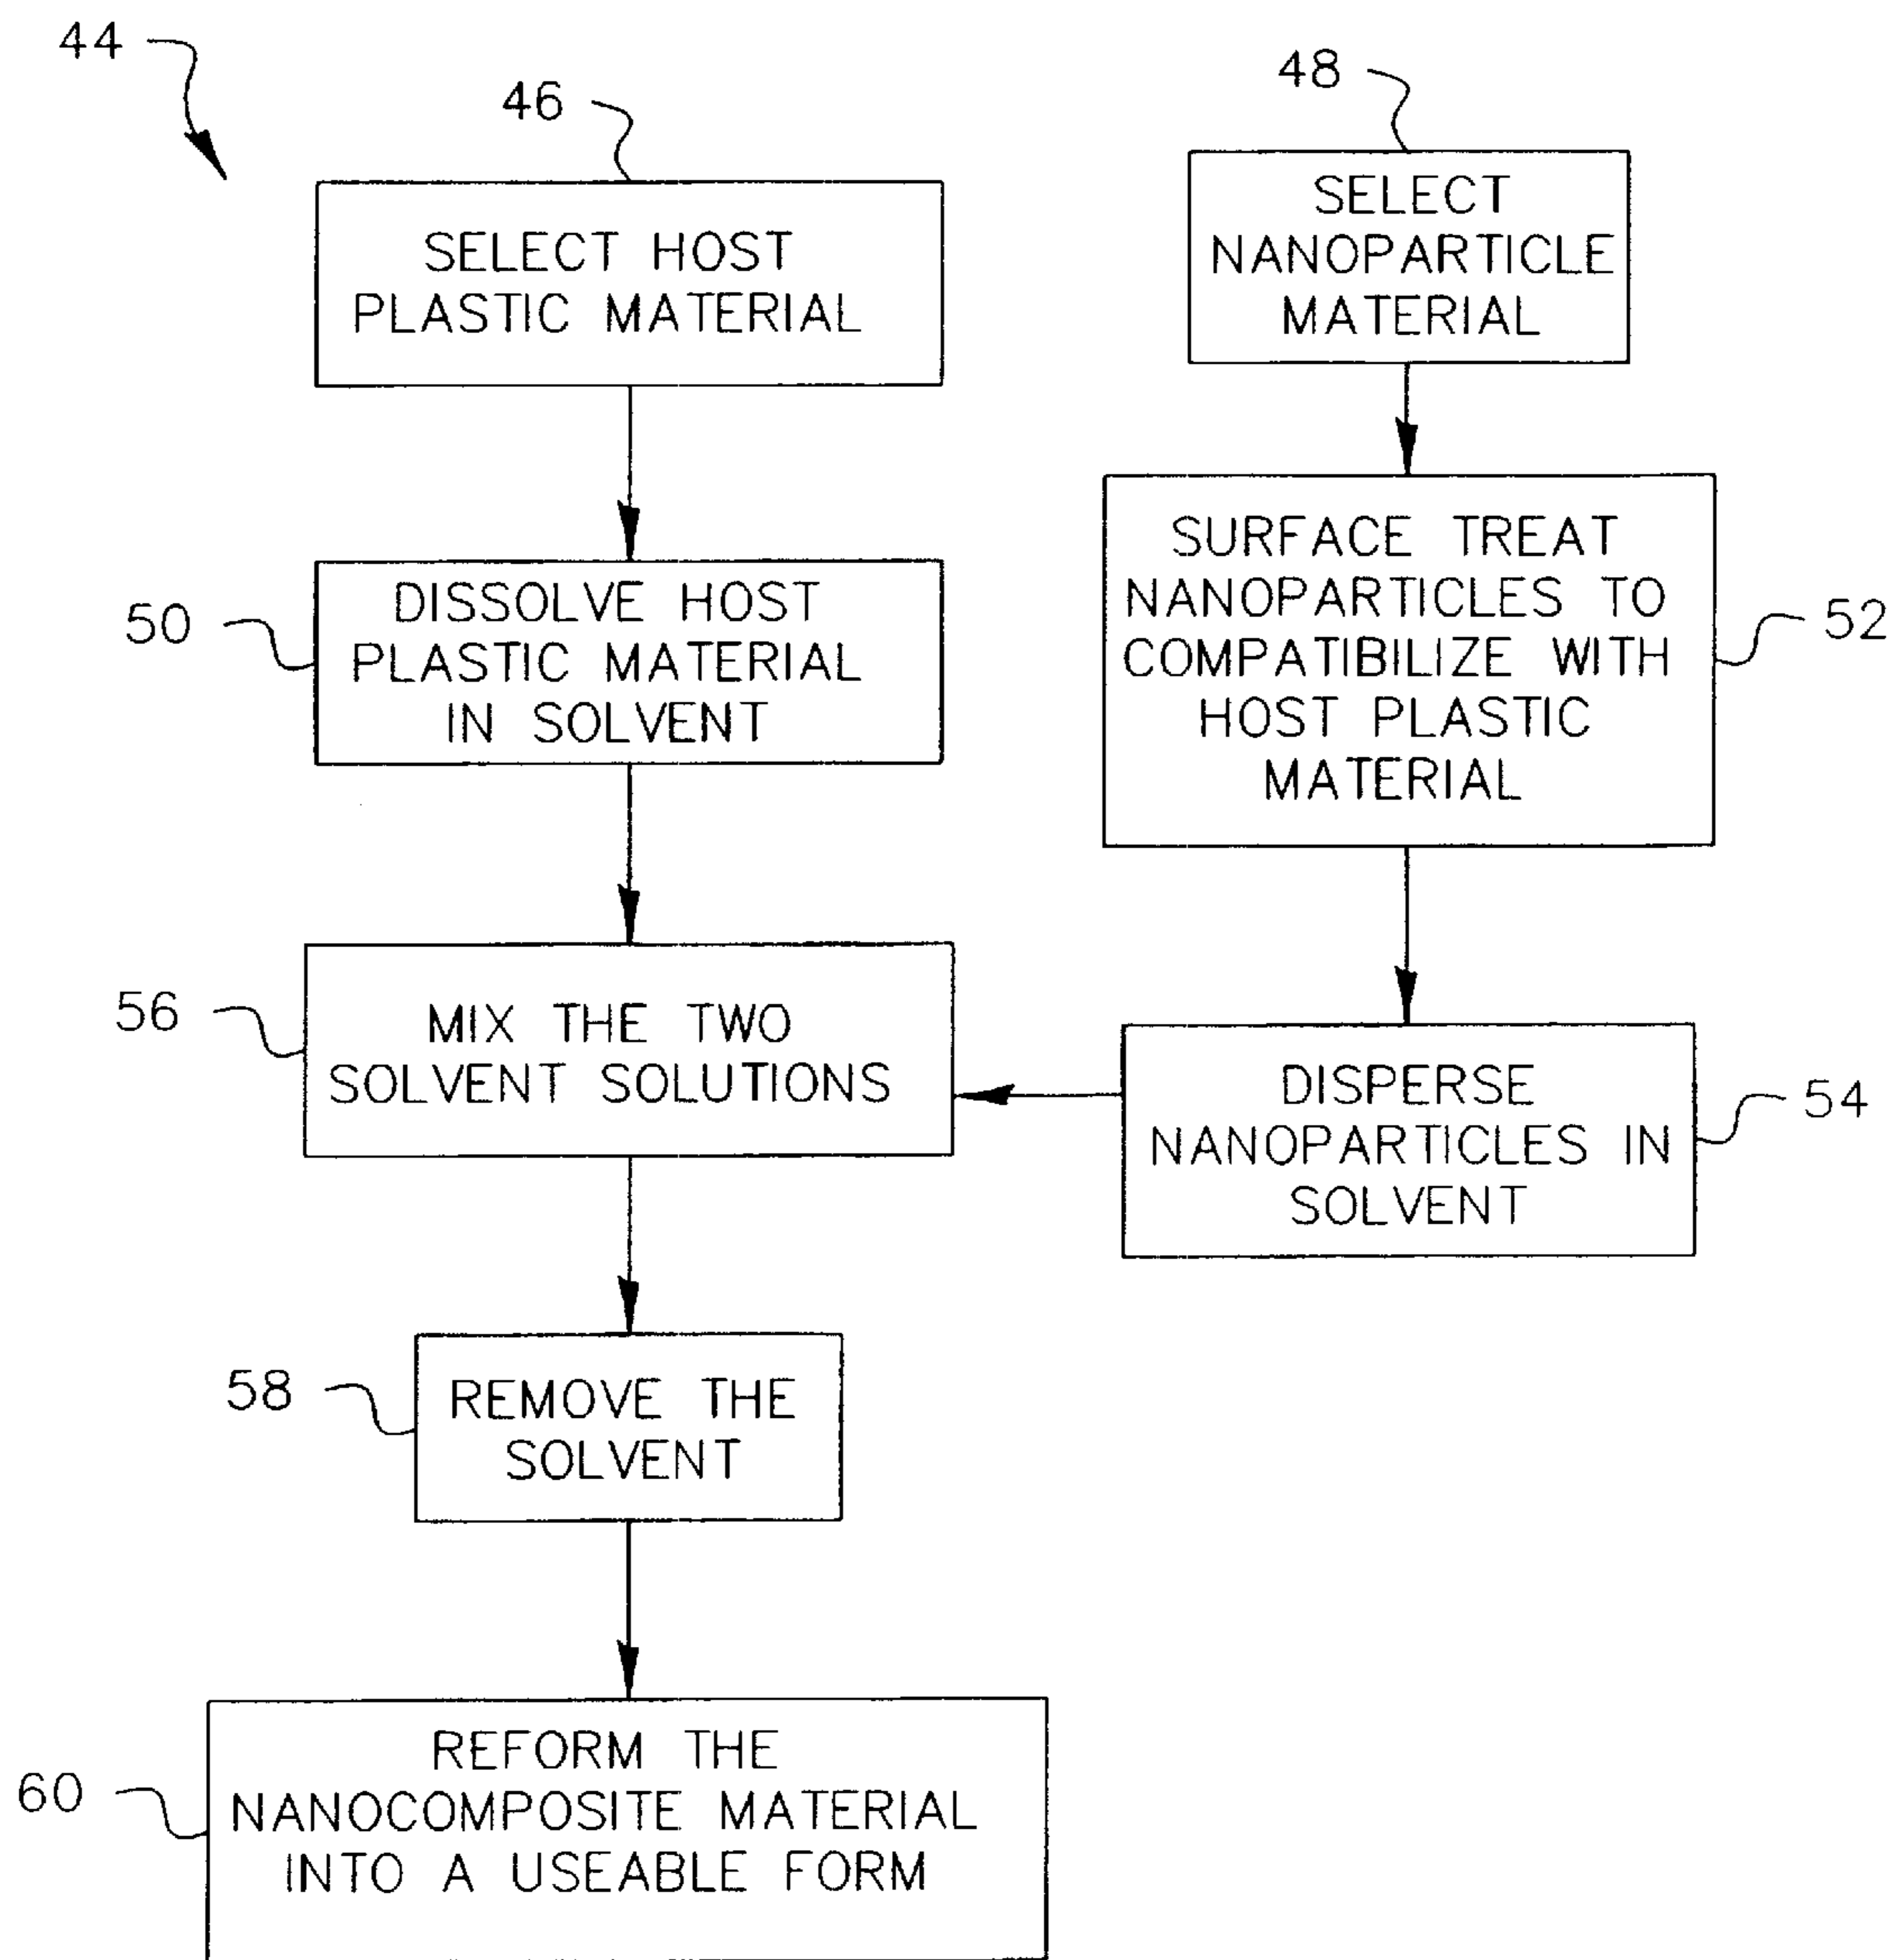 44
46
SELECT HOST
PLASTIC MATERIAL
48
SELECT
NANOPARTICLE
MATERIAL
50
DISSOLVE HOST
PLASTIC MATERIAL
IN SOLVENT
SURFACE TREAT
NANOPARTICLES TO
COMPATIBILIZE WITH
HOST PLASTIC
MATERIAL
52
56
MIX THE TWO
SOLVENT SOLUTIONS
DISPERSE
NANOPARTICLES IN
SOLVENT
54
58
REMOVE THE
SOLVENT
60
REFORM THE
NANOCOMPOSITE MATERIAL
INTO A USEABLE FORM